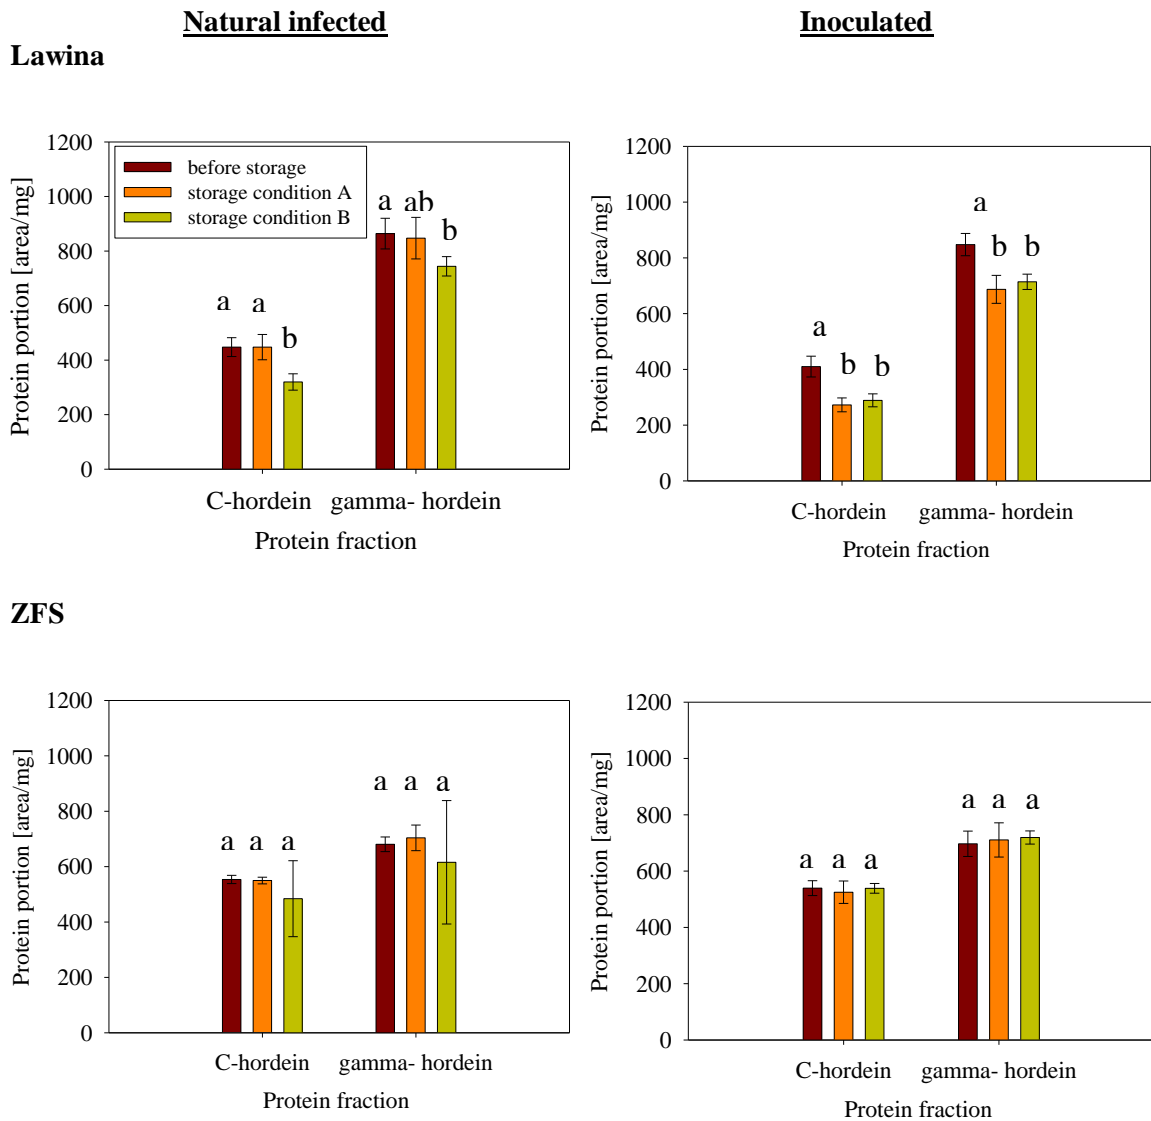 Natural infected
Inoculated
Lawina
1200
1000
800
600
400
200
0
Protein portion [area/mg]
before storage
storage condition A
storage condition B
a a b
a ab b
C-hordein gamma- hordein
Protein fraction
1200
1000
800
600
400
200
0
Protein portion [area/mg]
a b b
a b b
C-hordein gamma- hordein
Protein fraction
ZFS
1200
1000
800
600
400
200
0
Protein portion [area/mg]
a a a
a a a
C-hordein gamma- hordein
Protein fraction
1200
1000
800
600
400
200
0
Protein portion [area/mg]
a a a
a a a
C-hordein gamma- hordein
Protein fraction